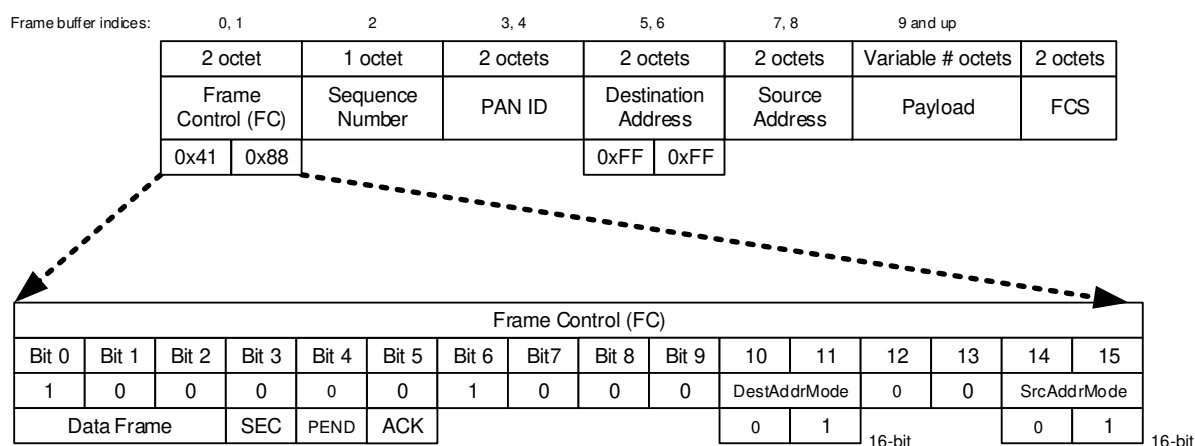 Frame buffer indices: 0, 1 2 3, 4 5, 6 7, 8 9 and up
2 octet 1 octet 2 octets 2 octets 2 octets Variable # octets 2 octets
Frame Control (FC) Sequence Number PAN ID Destination Address Source Address Payload FCS
0x41 0x88 0xFF 0xFF
Frame Control (FC)
Bit 0 Bit 1 Bit 2 Bit 3 Bit 4 Bit 5 Bit 6 Bit7 Bit 8 Bit 9 10 11 12 13 14 15
1 0 0 0 0 0 1 0 0 0 DestAddrMode 0 0 SrcAddrMode
Data Frame SEC PEND ACK 0 1 16-bit 0 1 16-bit